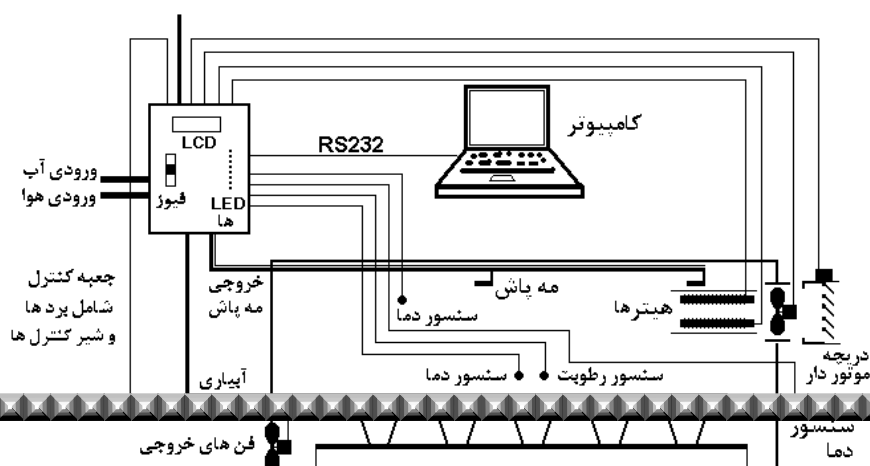 کامپیوتر
RS232
LCD
ورودی آب
ورودی هوا
فیوز
LED
ها
جعبه کنترل
شامل برد ها
و شیر کنترل ها
خروجی
مه پاش
مه پاش
سنسور دما
هیترها
دریچه
موتور دار
سنسور دما
سنسور رطوبت
آبیاری
سنسور
دما
فن های خروجی